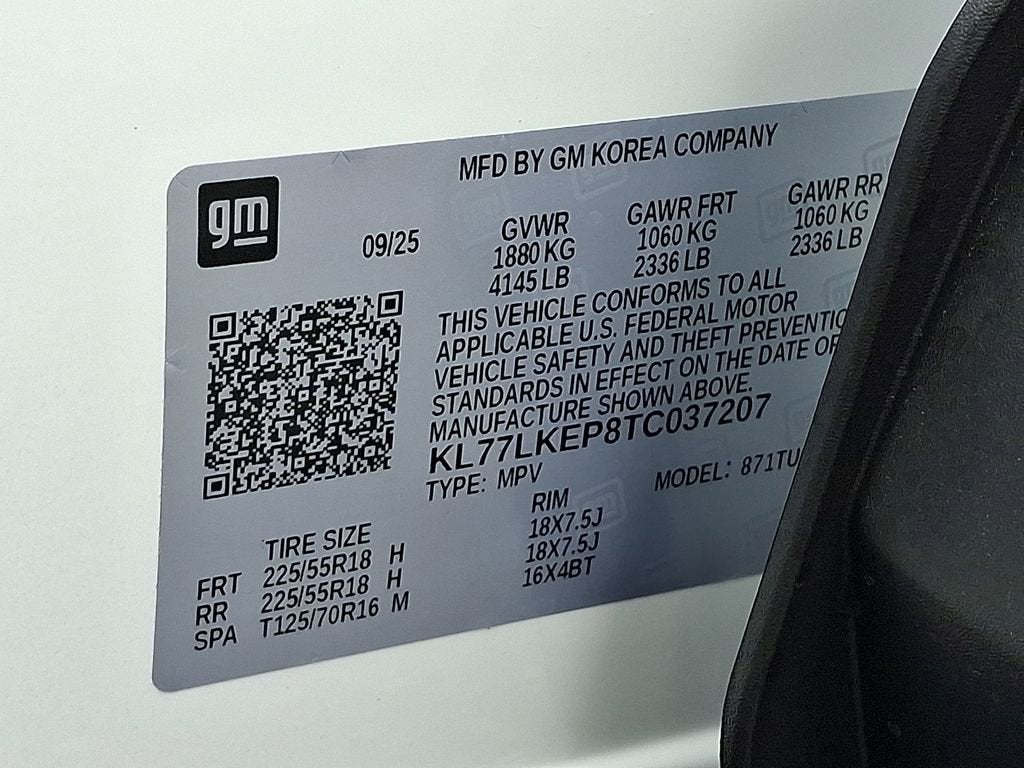 MFD BY GM KOREA COMPANY
gm
09/25
GVWR
1880 KG
4145 LB
GAWR FRT
1060 KG
2336 LB
GAWR RR
1060 KG
2336 LB
THIS VEHICLE CONFORMS TO ALL
APPLICABLE U.S. FEDERAL MOTOR
VEHICLE SAFETY AND THEFT
STANDARDS IN EFFECT ON THE DATE
MANUFACTURE SHOWN ABOVE.
KL77LKEP8TC037207
TYPE: MPV MODEL:
TIRE SIZE RIM
FRT 225/55R18 H 18X7.5J
RR 225/55R18 H 18X7.5J
SPA T125/70R16 M 16X4BT